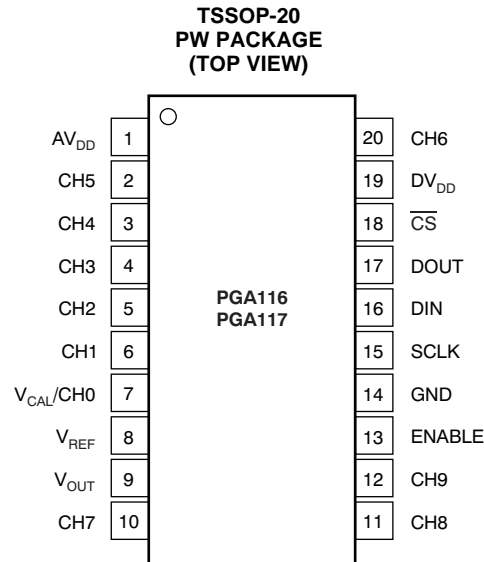 TSSOP-20
PW PACKAGE
(TOP VIEW)
AV_DD 1 20 CH6
CH5 2 19 DV_DD
CH4 3 18 C̅S̅
CH3 4 17 DOUT
PGA116
CH2 5 16 DIN
PGA117
CH1 6 15 SCLK
V_CAL/CH0 7 14 GND
V_REF 8 13 ENABLE
V_OUT 9 12 CH9
CH7 10 11 CH8